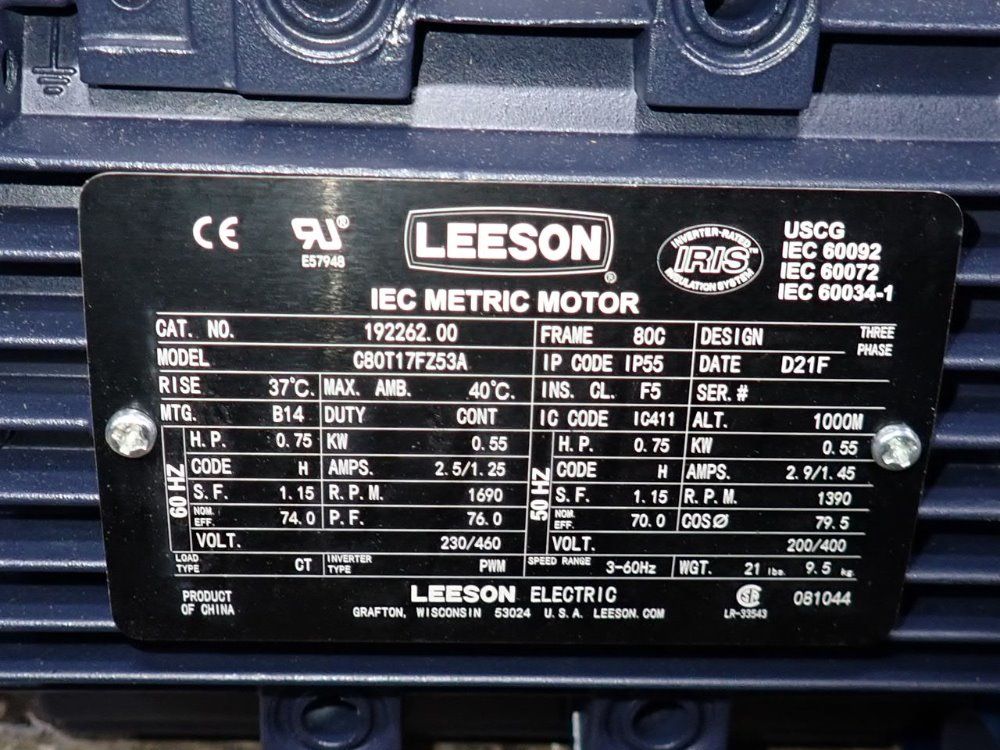 CE RU® E57948
LEESON®
INVERTER-RATED IRIS INSULATION SYSTEM
USCG
IEC 60092
IEC 60072
IEC 60034-1
IEC METRIC MOTOR
CAT. NO. 192262.00 FRAME 80C DESIGN THREE PHASE
MODEL C80T17FZ53A IP CODE IP55 DATE D21F
RISE 37°C. MAX. AMB. 40°C. INS. CL. F5 SER.#
MTG. B14 DUTY CONT IC CODE IC411 ALT. 1000M
60 HZ
H.P. 0.75 KW 0.55
CODE H AMPS. 2.5/1.25
S.F. 1.15 R.P.M. 1690
NOM. EFF. 74.0 P.F. 76.0
VOLT. 230/460
50 HZ
H.P. 0.75 KW 0.55
CODE H AMPS. 2.9/1.45
S.F. 1.15 R.P.M. 1390
NOM. EFF. 70.0 COSØ 79.5
VOLT. 200/400
LOAD TYPE CT INVERTER TYPE PWM SPEED RANGE 3-60Hz WGT. 21 lbs. 9.5 kg
PRODUCT OF CHINA
LEESON ELECTRIC
GRAFTON, WISCONSIN 53024 U.S.A. LEESON.COM
SA LR-33543
081044